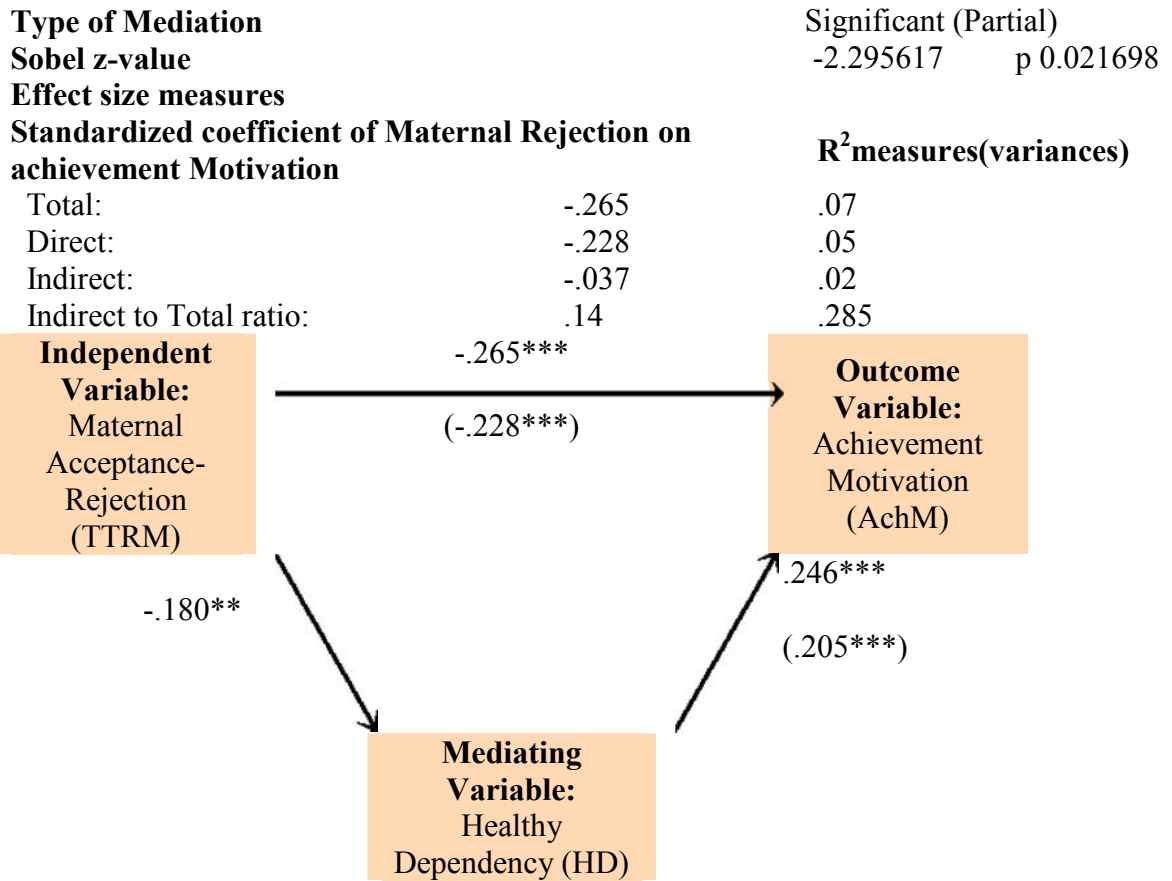 Type of Mediation Significant (Partial)
Sobel z-value -2.295617 p 0.021698
Effect size measures
Standardized coefficient of Maternal Rejection on
achievement Motivation R²measures(variances)
Total: -.265 .07
Direct: -.228 .05
Indirect: -.037 .02
Indirect to Total ratio: .14 .285
Independent
Variable:
Maternal
Acceptance-
Rejection
(TTRM)
-.265***
(-.228***)
Outcome
Variable:
Achievement
Motivation
(AchM)
-.180**
.246***
(.205***)
Mediating
Variable:
Healthy
Dependency (HD)